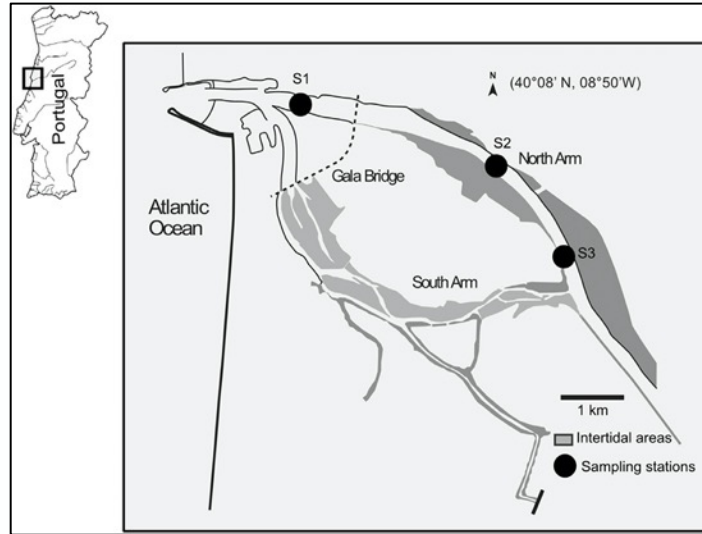 Portugal
S1
N
(40°08' N, 08°50'W)
S2
North Arm
Gala Bridge
Atlantic
Ocean
S3
South Arm
1 km
Intertidal areas
Sampling stations